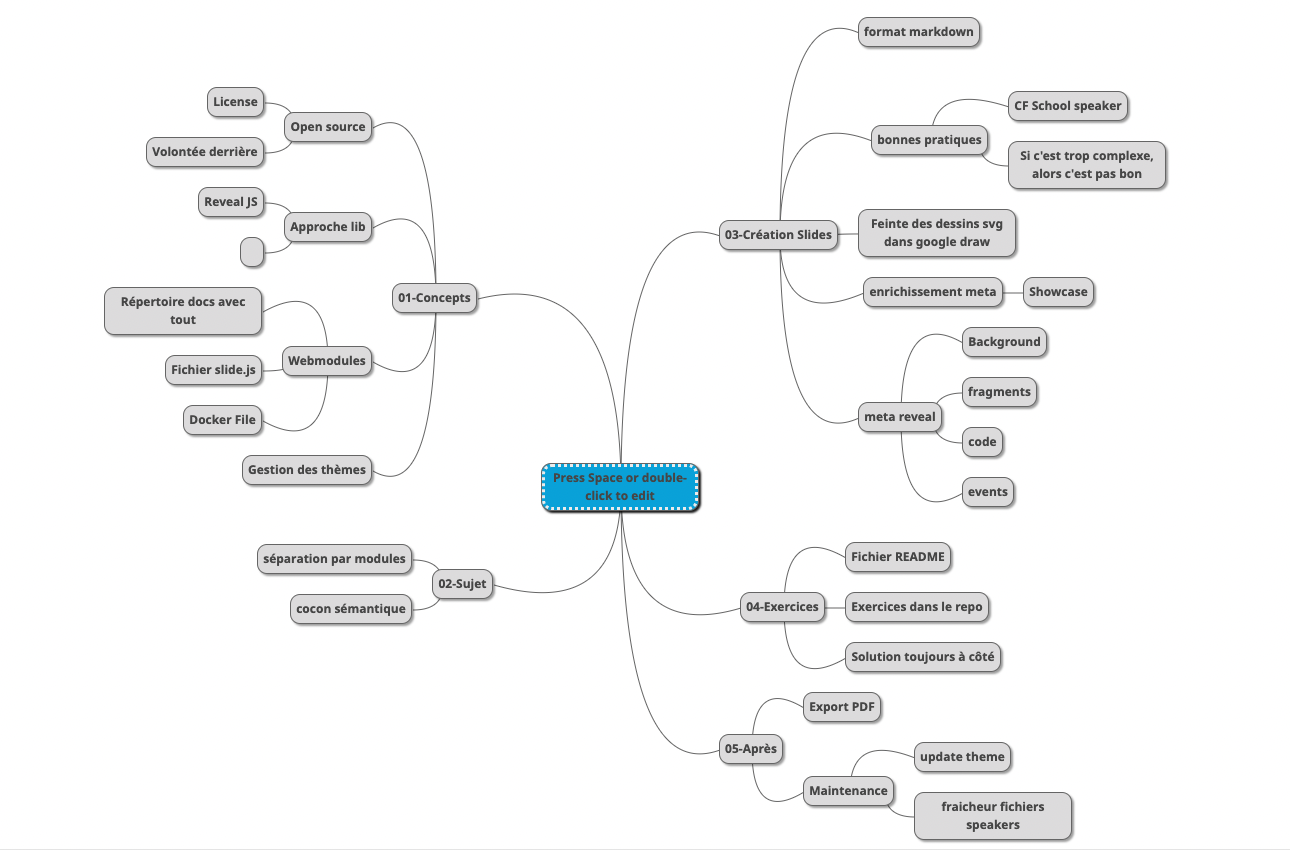 Press Space or double-
click to edit
01-Concepts
Open source
License
Volontée derrière
Approche lib
Reveal JS
Webmodules
Répertoire docs avec
tout
Fichier slide.js
Docker File
Gestion des thèmes
02-Sujet
séparation par modules
cocon sémantique
03-Création Slides
format markdown
bonnes pratiques
CF School speaker
Si c'est trop complexe,
alors c'est pas bon
Feinte des dessins svg
dans google draw
enrichissement meta
Showcase
meta reveal
Background
fragments
code
events
04-Exercices
Fichier README
Exercices dans le repo
Solution toujours à côté
05-Après
Export PDF
Maintenance
update theme
fraicheur fichiers
speakers